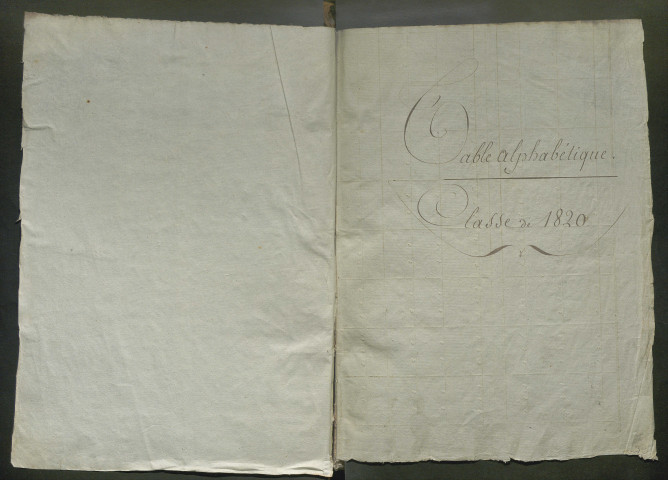 Table alphabétique.
Classe de 1820